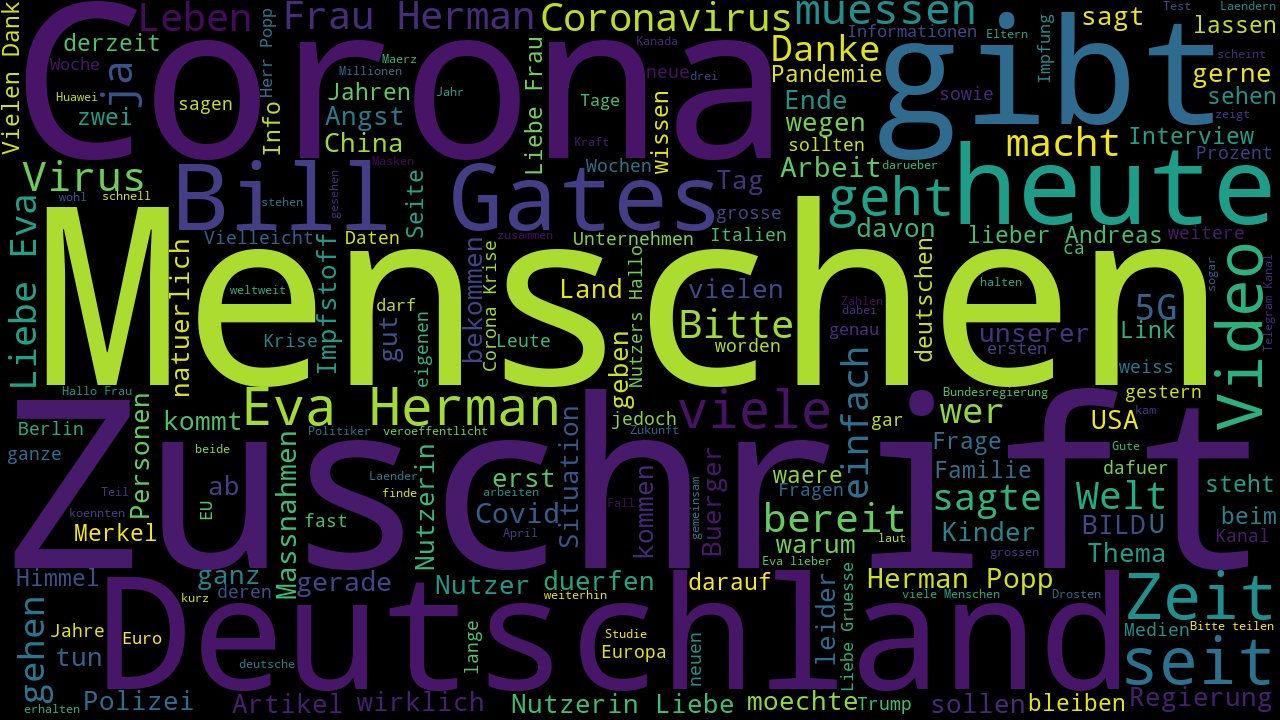 Vielen Dank
Corona
Leben
Frau Herman
Coronavirus
muessen
sagt
Test
Laendern
lassen
derzeit
Woche
Huawei
zwei
ja
sagen
Herr Popp
Info
Maerz
Millionen
Jahren
Jahr
Angst
China
Liebe Frau
Kanada
neue
drei
Tage
Kraft
Wissen
Danke
Pandemie
Ende
wegen
sollten
Informationen
sowie
gibt
Eltern
Impfung
scheint
gerne
sehen
zeigt
macht
Interview
Prozent
Virus
wohl
schnell
Bill Gates
Masken
stehen
gesehen
Seite
Wochen
Tag
grosse
Arbeit
darueber
geht
heute
davon
lieber Andreas
weitere
Liebe Eva
Menschen
natuerlich
Vielleicht
Daten
weltweit
Krise
Impfstoff
darf
gut
eigenen
bekommen
Corona Krise
zusammen
Unternehmen
Italien
Leute
Land
geben
Nutzers Hallo
vielen
Bitte
worden
Zahlen
dabei
genau
deutschen
ca
halten
unserer
ersten
5G
Link
weiss
sogar
Video
Telegram Kanal
Hallo Frau
Berlin
ganze
Personen
kommt
Eva Herman
jedoch
viele
einfach
gar
Bundesregierung
wer
gestern
USA
kam
Zuschrift
Politiker
veroeffentlicht
beide
Zukunft
Teil
koennten
Merkel
ab
EU
Massnahmen
Laender
finde
fast
Nutzerin
erst
arbeiten
Covid
April
Situation
Fall
kommen
gemeinsam
Buerger
waere
Fragen
bereit
laut
warum
Frage
Familie
sagte
Kinder
grossen
Gute
dafuer
Welt
BILD
U
Thema
steht
beim
Kanal
Himmel
ganz
deren
gerade
Nutzer
duerfen
weiterhin
darauf
Eva lieber
Herman Popp
viele Menschen
Drosten
Zeit
gehen
kurz
Jahre
Euro
tun
Deutschland
deutsche
lange
Studie
Europa
neuen
leider
Liebe Gruesse
Medien
Bitte teilen
seit
erhalten
Polizei
Artikel
wirklich
Nutzerin Liebe
moechte
Trump
sollen
bleiben
Regierung